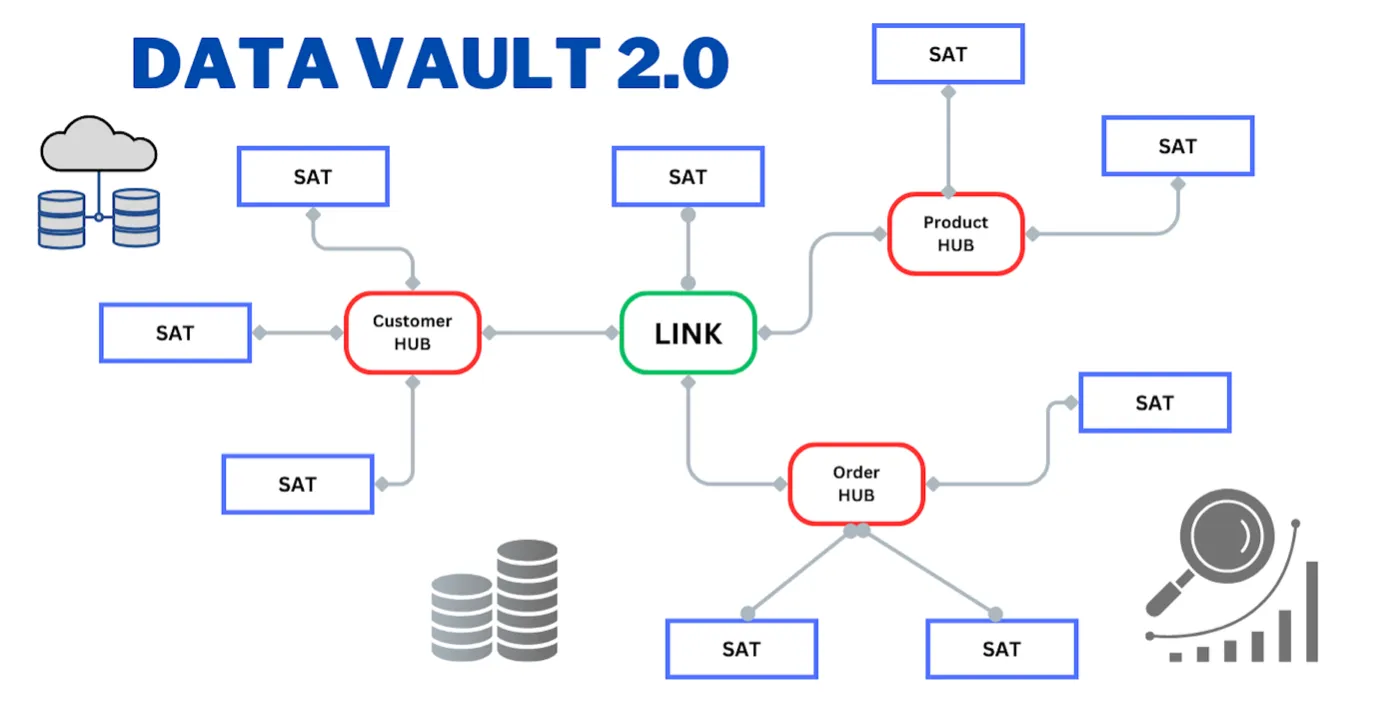 DATA VAULT 2.0
SAT
SAT
SAT
SAT
Product
HUB
SAT
Customer
HUB
LINK
SAT
SAT
Order
HUB
SAT
SAT
SAT